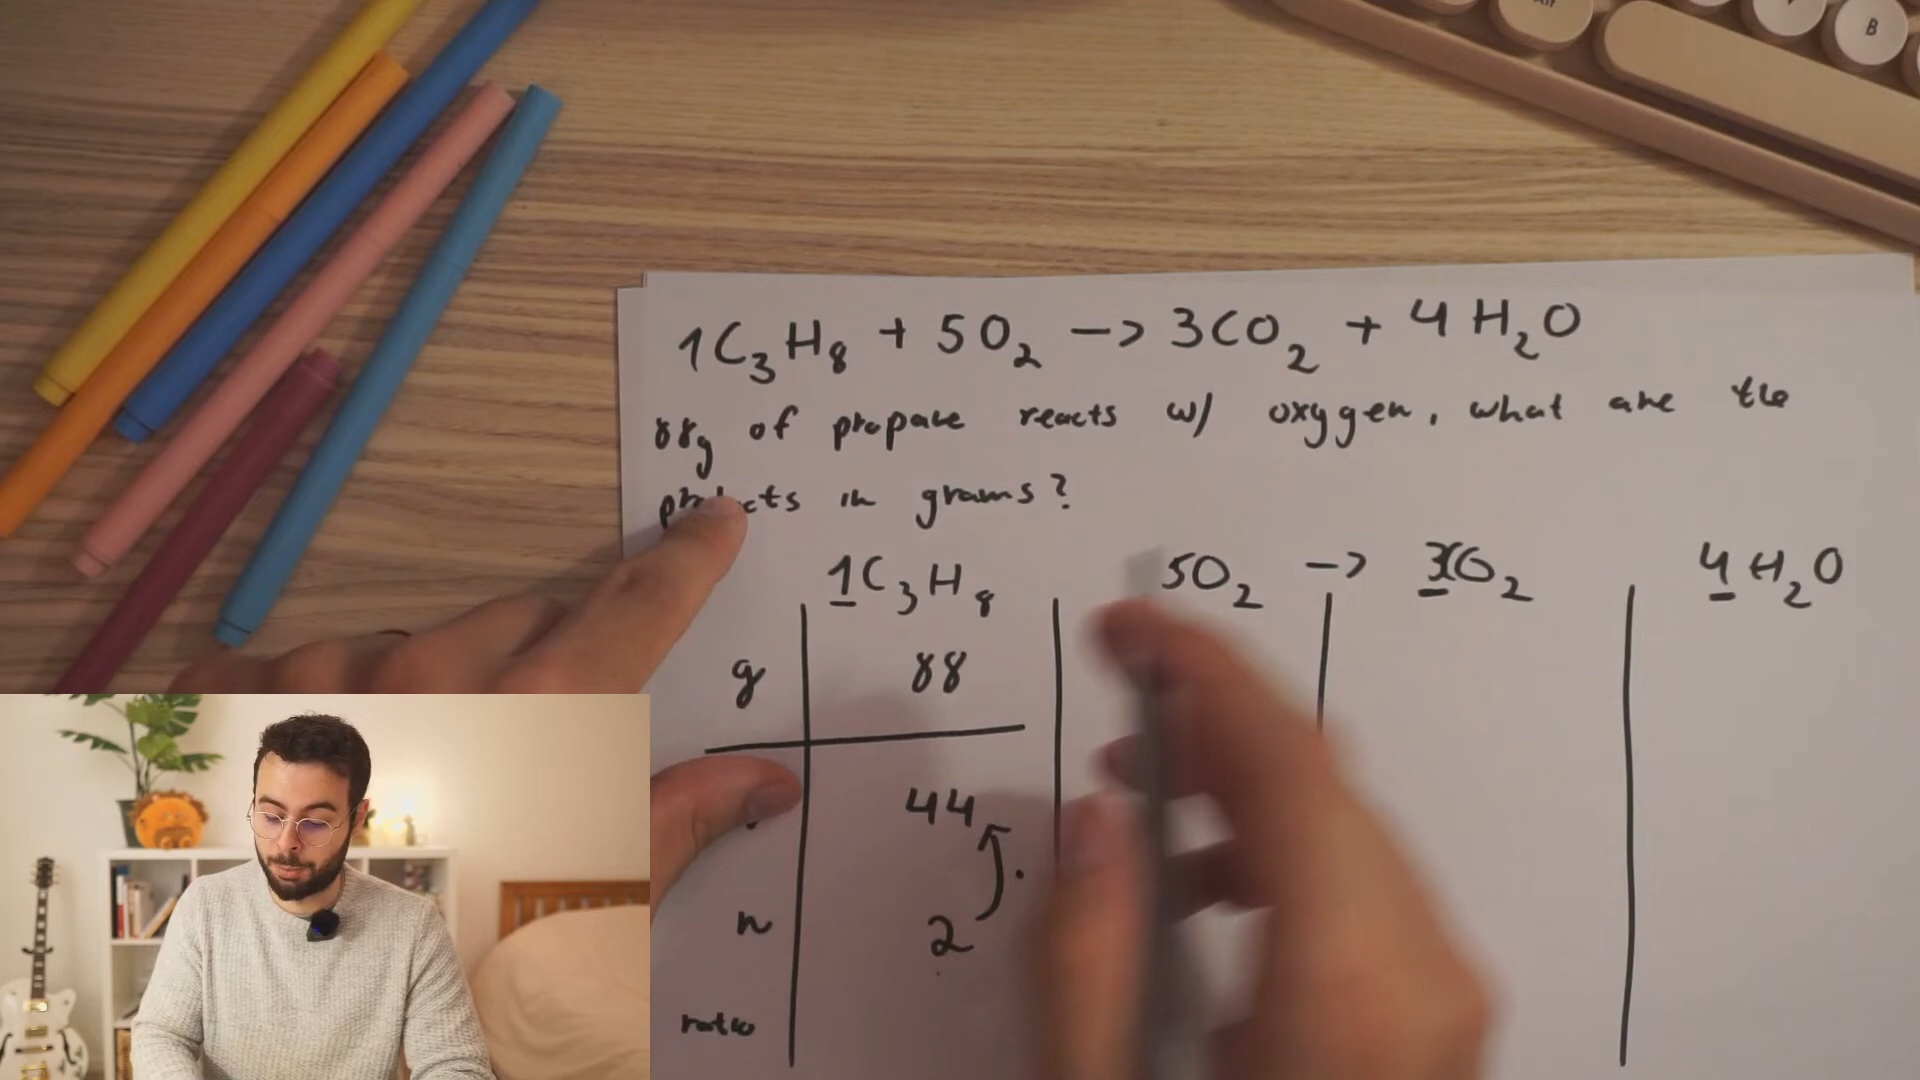 Alt
V
B
1C₃H₈ + 5O₂ -> 3CO₂ + 4H₂O
88g of propane reacts w/ oxygen, what are the
products in grams?
1C₃H₈ 5O₂ -> 3CO₂ 4H₂O
g 88
44
n 2
ratio